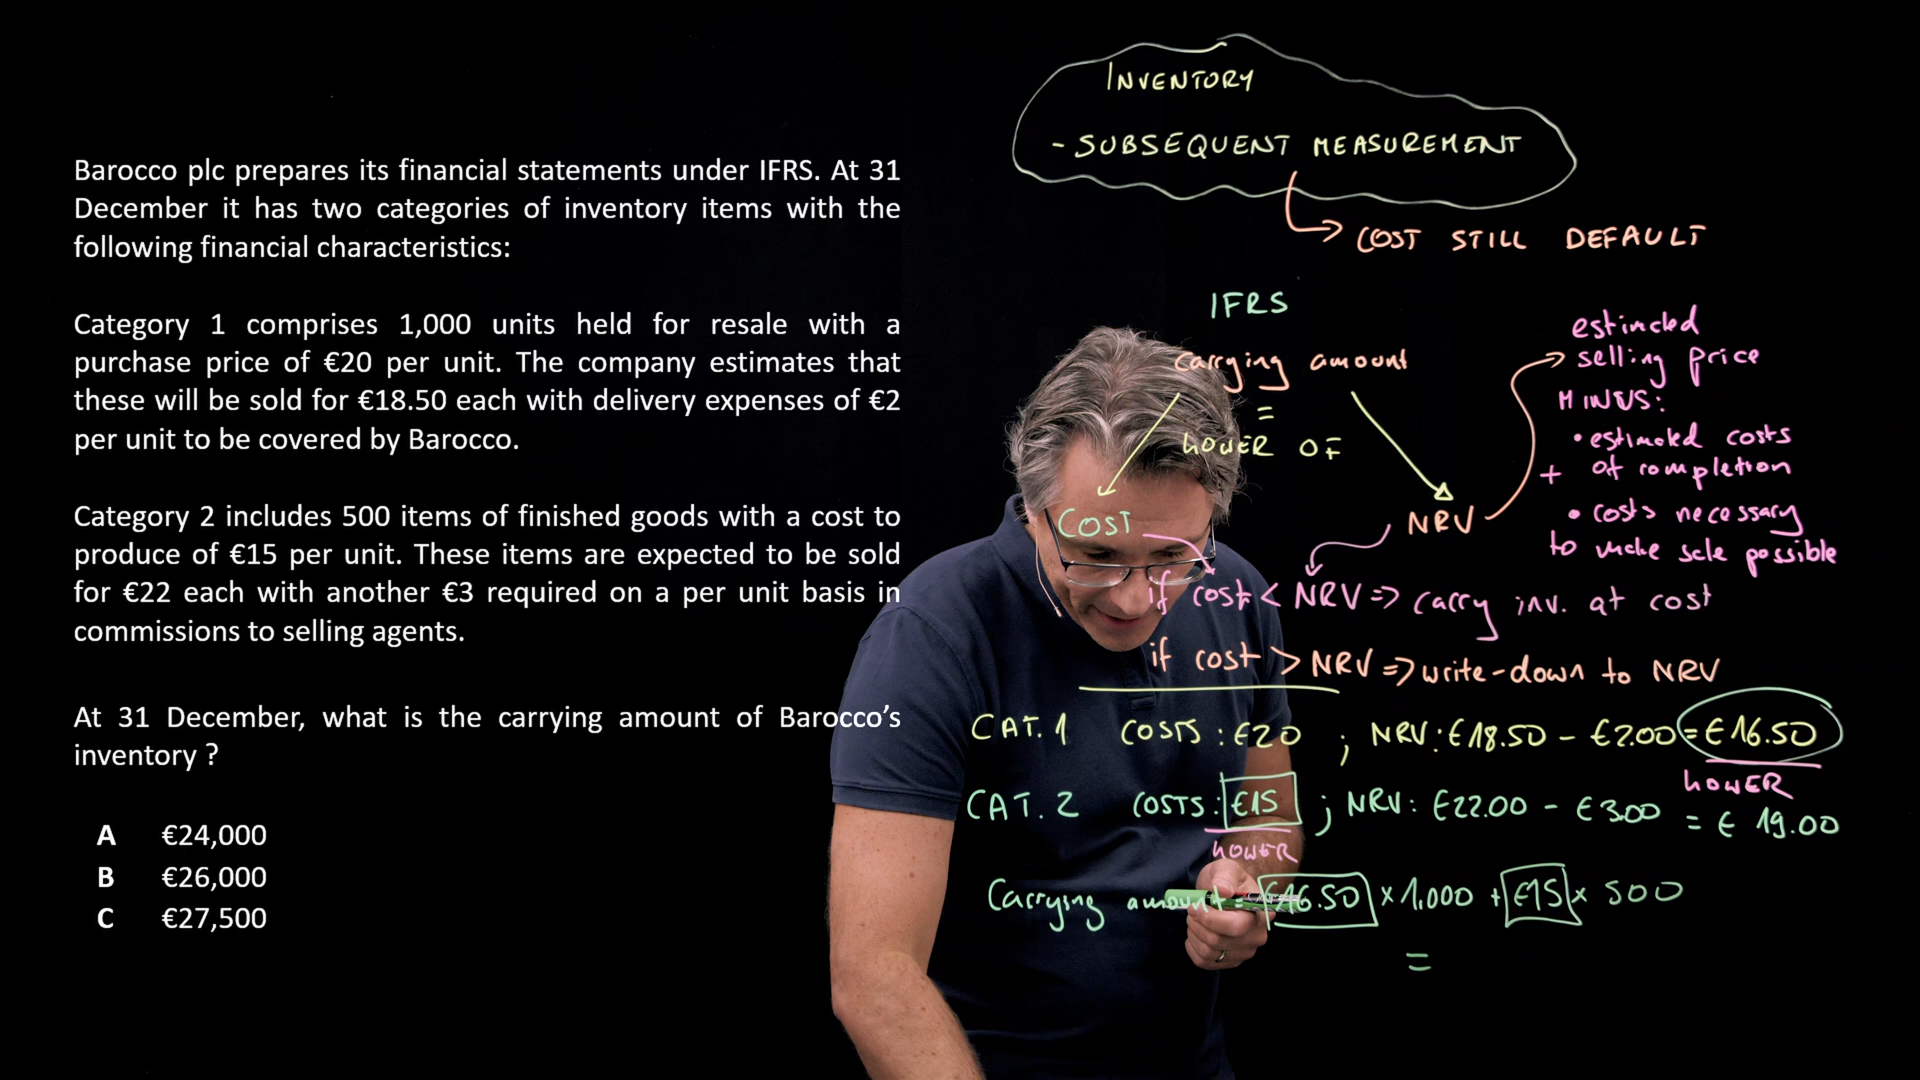 Barocco plc prepares its financial statements under IFRS. At 31
December it has two categories of inventory items with the
following financial characteristics:
Category 1 comprises 1,000 units held for resale with a
purchase price of €20 per unit. The company estimates that
these will be sold for €18.50 each with delivery expenses of €2
per unit to be covered by Barocco.
Category 2 includes 500 items of finished goods with a cost to
produce of €15 per unit. These items are expected to be sold
for €22 each with another €3 required on a per unit basis in
commissions to selling agents.
At 31 December, what is the carrying amount of Barocco's
inventory ?
A €24,000
B €26,000
C €27,500
INVENTORY
- SUBSEQUENT MEASUREMENT
COST STILL DEFAULT
IFRS
carrying amount
=
LOWER OF
COST
NRV
estimated
selling price
MINUS:
• estimated costs
+ of completion
• costs necessary
to make sale possible
if cost < NRV => carry inv. at cost
if cost > NRV => write-down to NRV
CAT. 1 COSTS : €20 ; NRV: €18.50 - €2.00 = €16.50
LOWER
CAT. 2 COSTS: €15 ; NRV: €22.00 - €3.00 = € 19.00
LOWER
Carrying amount = €16.50 x 1.000 + €15 x 500
=